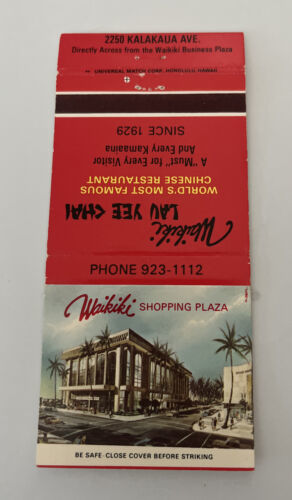 2250 KALAKAUA AVE.
Directly Across from the Waikiki Business Plaza
UNIVERSAL MATCH CORP. HONOLULU, HAWAII
Waikiki
LAU YEE CHAI
WORLD'S MOST FAMOUS
CHINESE RESTAURANT
A "Must" for Every Visitor
And Every Kamaaina
SINCE 1929
PHONE 923-1112
Waikiki SHOPPING PLAZA
BE SAFE-CLOSE COVER BEFORE STRIKING